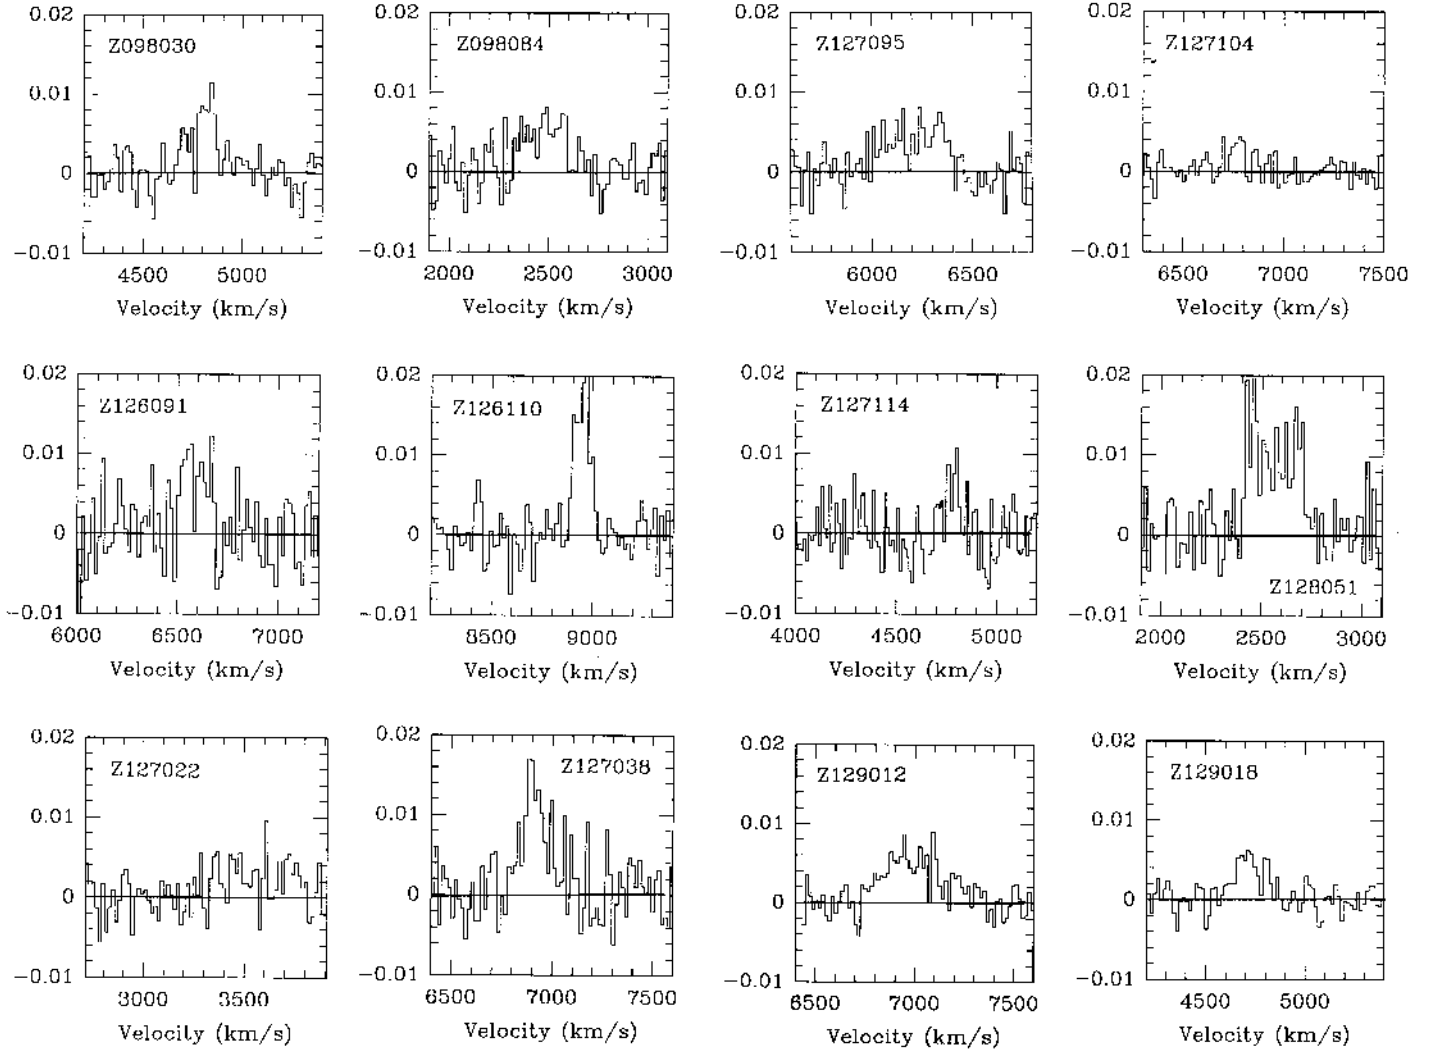 0.02 0.02 0.02 0.02
Z098030 Z098084 Z127095 Z127104
0.01 0.01 0.01 0.01
0 0 0 0
−0.01 −0.01 −0.01 −0.01
4500 5000 2000 2500 3000 6000 6500 6500 7000 7500
Velocity (km/s) Velocity (km/s) Velocity (km/s) Velocity (km/s)
0.02 0.02 0.02 0.02
Z126091 Z126110 Z127114
0.01 0.01 0.01 0.01
0 0 0 0
Z128051
−0.01 −0.01 −0.01 −0.01
6000 6500 7000 8500 9000 4000 4500 5000 2000 2500 3000
Velocity (km/s) Velocity (km/s) Velocity (km/s) Velocity (km/s)
0.02 0.02 0.02 0.02
Z127022 Z127038 Z129012 Z129018
0.01 0.01 0.01 0.01
0 0 0 0
−0.01 −0.01 −0.01 −0.01
3000 3500 6500 7000 7500 6500 7000 7500 4500 5000
Velocity (km/s) Velocity (km/s) Velocity (km/s) Velocity (km/s)